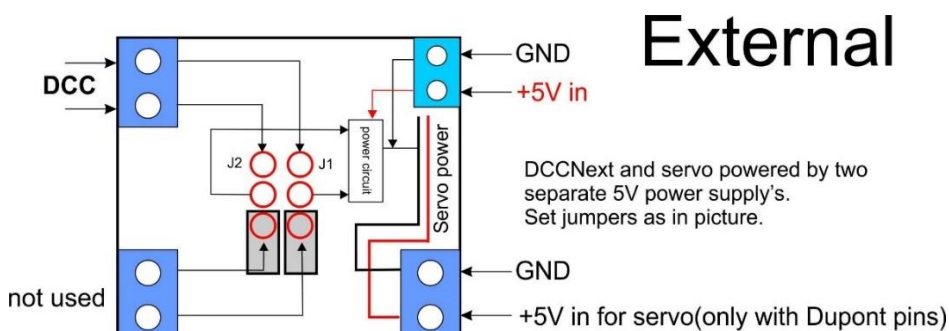 External
GND
DCC
+5V in
J2
J1
power circuit
Servo power
DCCNext and servo powered by two
separate 5V power supply's.
Set jumpers as in picture.
GND
not used
+5V in for servo(only with Dupont pins)